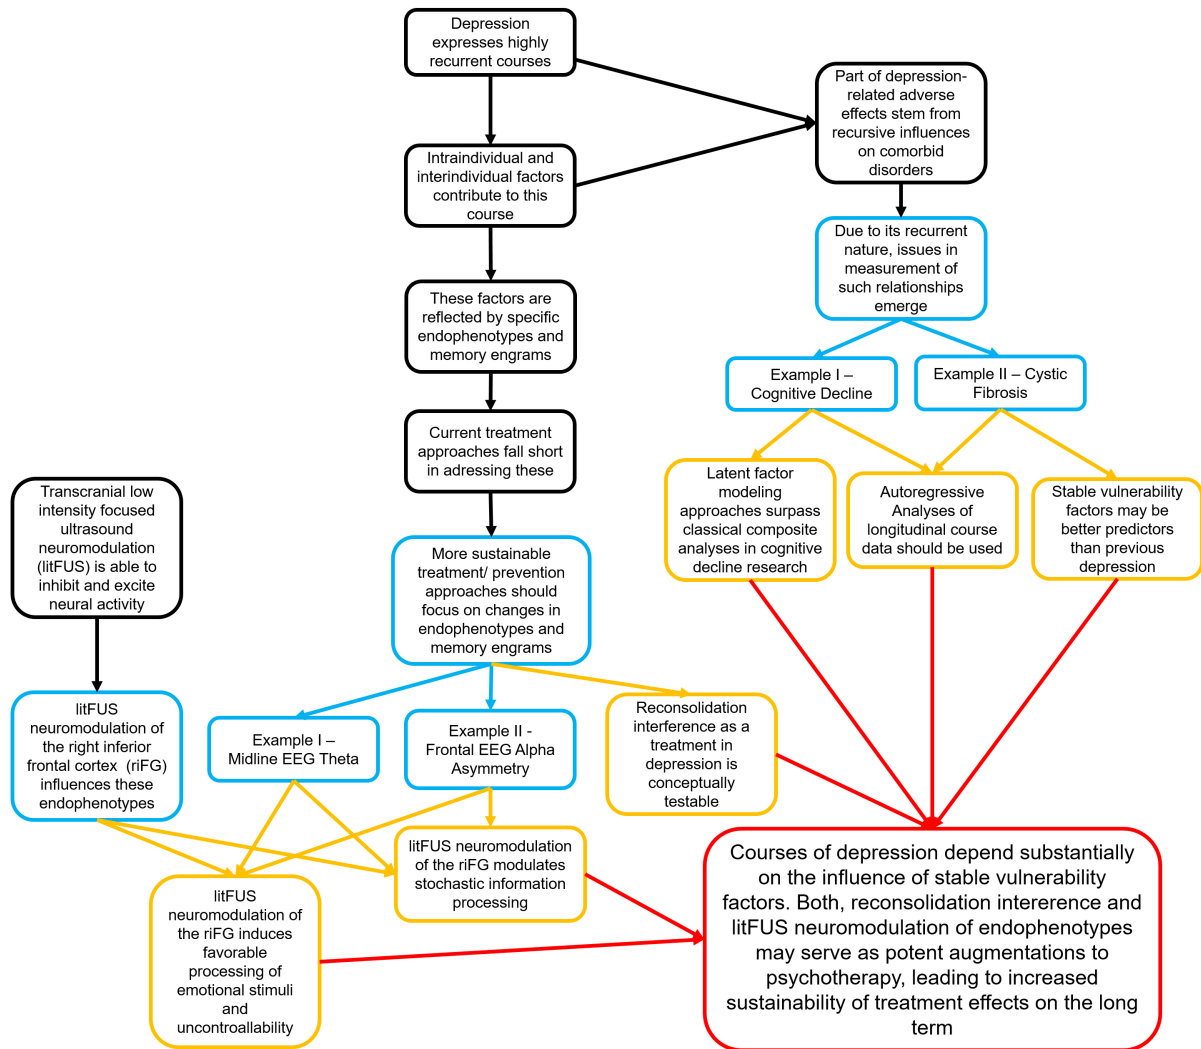 Depression
expresses highly
recurrent courses
Part of depression-
related adverse
effects stem from
recursive influences
on comorbid
disorders
Intraindividual and
interindividual factors
contribute to this
course
Due to its recurrent
nature, issues in
measurement of
such relationships
emerge
These factors are
reflected by specific
endophenotypes and
memory engrams
Example I –
Cognitive Decline
Example II – Cystic
Fibrosis
Current treatment
approaches fall short
in adressing these
Latent factor
modeling
approaches surpass
classical composite
analyses in cognitive
decline research
Autoregressive
Analyses of
longitudinal course
data should be used
Stable vulnerability
factors may be
better predictors
than previous
depression
Transcranial low
intensity focused
ultrasound
neuromodulation
(litFUS) is able to
inhibit and excite
neural activity
More sustainable
treatment/ prevention
approaches should
focus on changes in
endophenotypes and
memory engrams
litFUS
neuromodulation of
the right inferior
frontal cortex (riFG)
influences these
endophenotypes
Example I –
Midline EEG Theta
Example II -
Frontal EEG Alpha
Asymmetry
Reconsolidation
interference as a
treatment in
depression is
conceptually
testable
litFUS neuromodulation
of the riFG modulates
stochastic information
processing
litFUS
neuromodulation of
the riFG induces
favorable
processing of
emotional stimuli
and
uncontroallability
Courses of depression depend substantially
on the influence of stable vulnerability
factors. Both, reconsolidation intererence and
litFUS neuromodulation of endophenotypes
may serve as potent augmentations to
psychotherapy, leading to increased
sustainability of treatment effects on the long
term